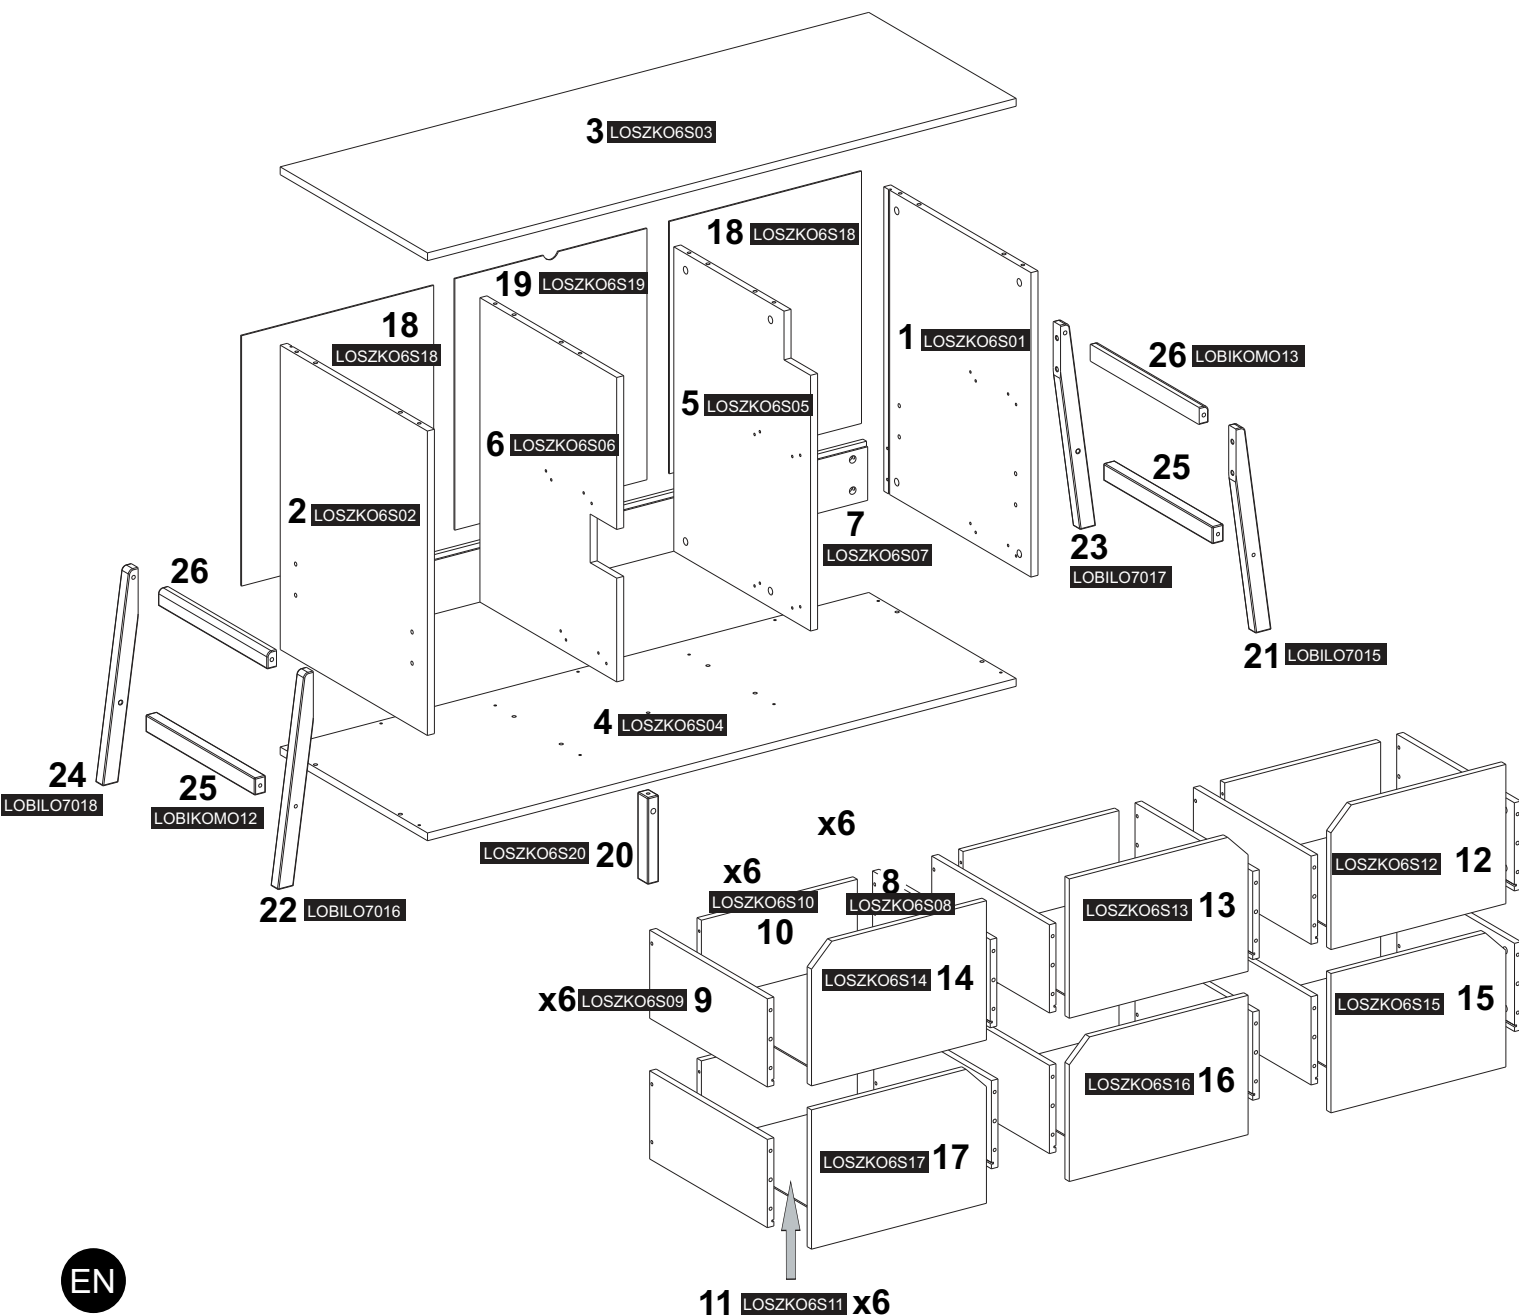 3 LOSZKO6S03
18 LOSZKO6S18
19 LOSZKO6S19
18
LOSZKO6S18
1 LOSZKO6S01
26 LOBIKOMO13
5 LOSZKO6S05
6 LOSZKO6S06
25
2 LOSZKO6S02
7
LOSZKO6S07
23
LOBILO7017
26
21 LOBILO7015
4 LOSZKO6S04
24
LOBILO7018
25
LOBIKOMO12
x6
LOSZKO6S20 20
x6
LOSZKO6S10
10
8
LOSZKO6S08
LOSZKO6S12 12
22 LOBILO7016
LOSZKO6S13 13
LOSZKO6S14 14
x6 LOSZKO6S09 9
LOSZKO6S15 15
LOSZKO6S16 16
LOSZKO6S17 17
EN
11 LOSZKO6S11 x6